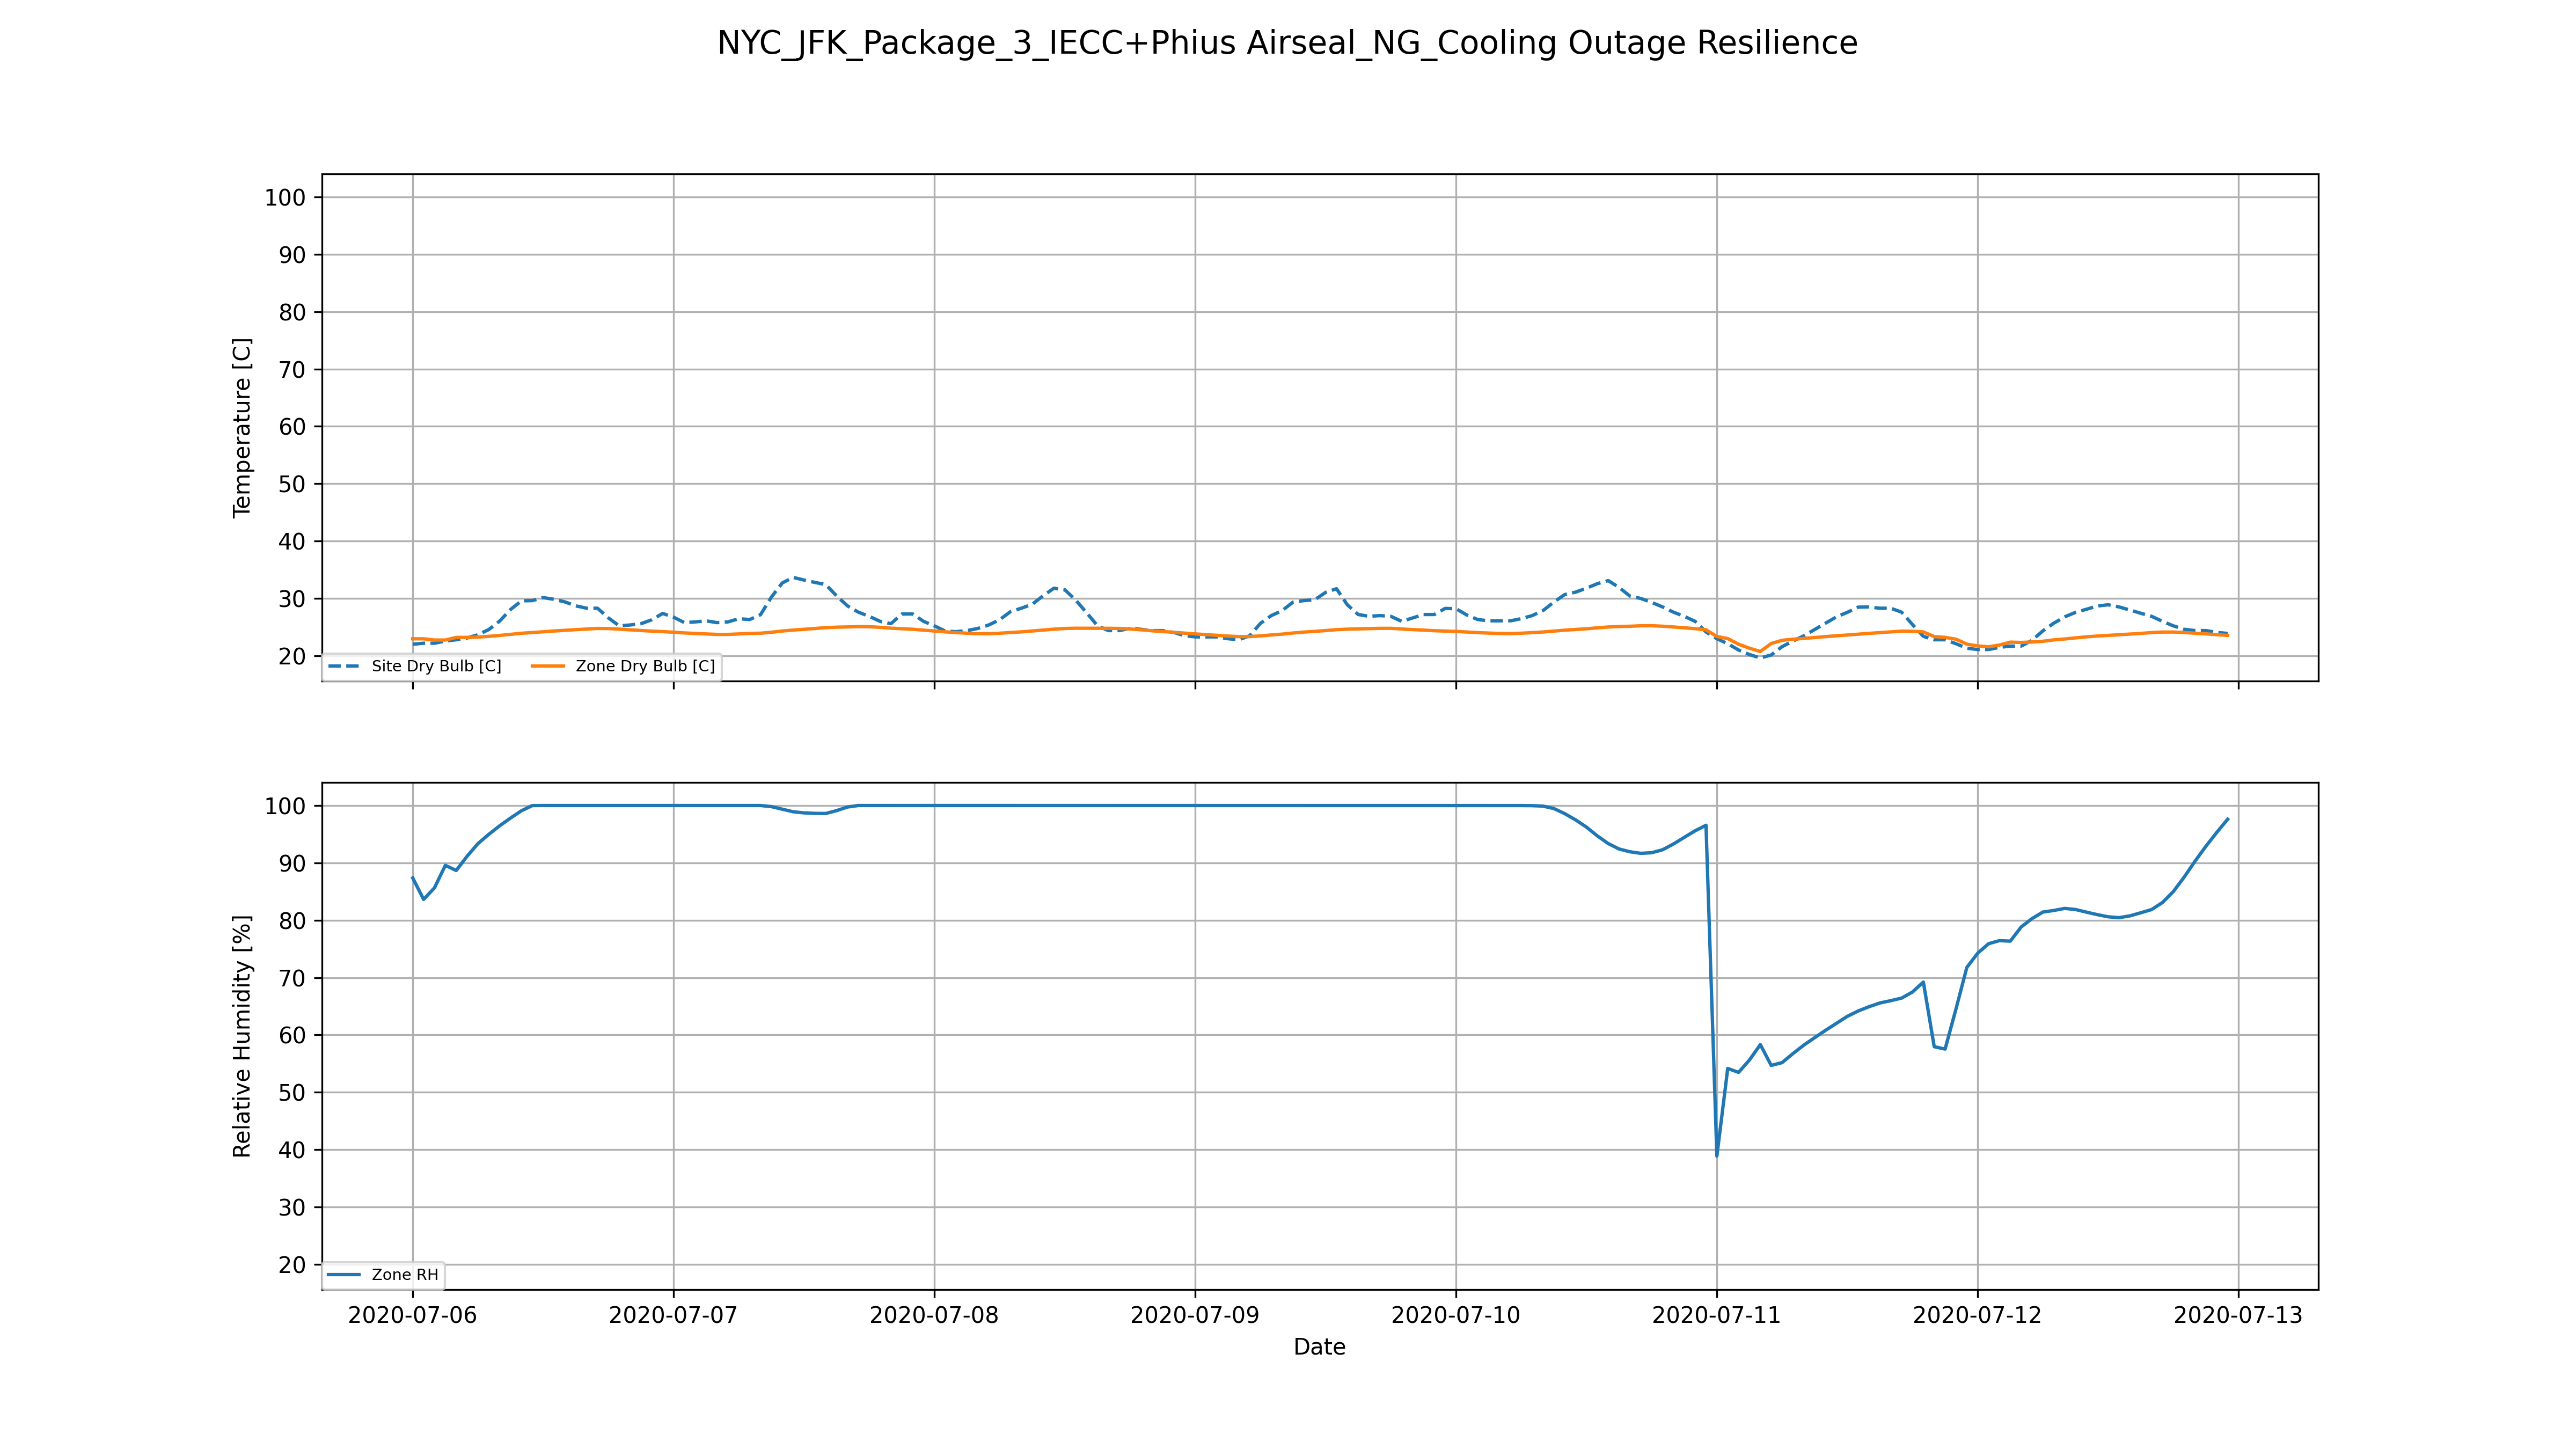 NYC_JFK_Package_3_IECC+Phius Airseal_NG_Cooling Outage Resilience
100
90
80
70
60
50
40
30
20
Temperature [C]
Site Dry Bulb [C] Zone Dry Bulb [C]
100
90
80
70
60
50
40
30
20
Relative Humidity [%]
Zone RH
2020-07-06 2020-07-07 2020-07-08 2020-07-09 2020-07-10 2020-07-11 2020-07-12 2020-07-13
Date